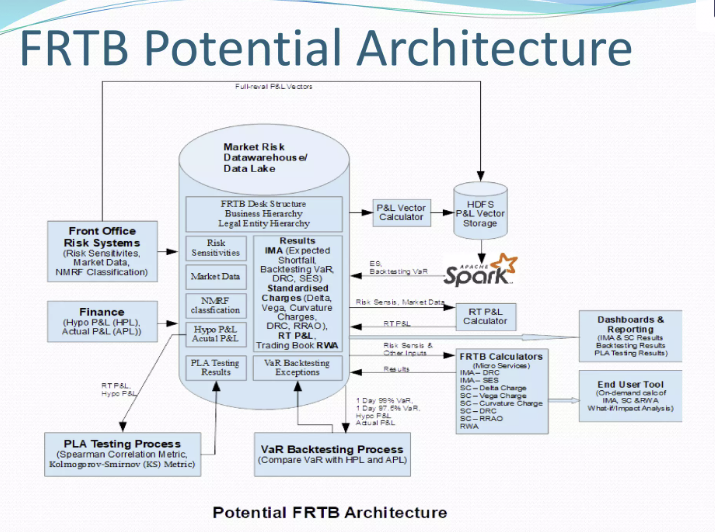 FRTB Potential Architecture
Full-revall P&L Vectors
Market Risk
Datawarehouse/
Data Lake
FRTB Desk Structure
Business Hierarchy
Legal Entity Hierarchy
P&L Vector
Calculator
HDFS
P&L Vector
Storage
Front Office
Risk Systems
(Risk Sensitivites,
Market Data,
NMRF Classification)
Risk
Sensitivities
Market Data
NMRF
classfication
Hypo P&L
Acutal P&L
PLA Testing
Results
Results
IMA (Expected
Shortfall,
Backtesting VaR,
DRC, SES)
Standardised
Charges (Delta,
Vega, Curvature
Charges,
DRC, RRAO),
RT P&L,
Trading Book RWA
VaR Backtesting
Exceptions
ES,
Backtesting VaR
APACHE
Spark
Finance
(Hypo P&L (HPL),
Actual P&L (APL))
Risk Sensis, Market Data
RT P&L
RT P&L
Calculator
Risk Sensis &
Other Inputs
Results
FRTB Calculators
(Micro Services)
IMA – DRC
IMA – SES
SC – Delta Charge
SC – Vega Charge
SC – Curvature Charge
SC – DRC
SC – RRAO
RWA
Dashboards &
Reporting
(IMA & SC Results
Backtesting Results
PLA Testing Results)
End User Tool
(On-demand calc of
IMA, SC &RWA
What-if/Impact Analysis)
RT P&L,
Hypo P&L
1 Day 99% VaR,
1 Day 97.6% VaR,
Hypo P&L
Actual P&L
PLA Testing Process
(Spearman Correlation Metric,
Kolmogorov-Smirnov (KS) Metric)
VaR Backtesting Process
(Compare VaR with HPL and APL)
Potential FRTB Architecture